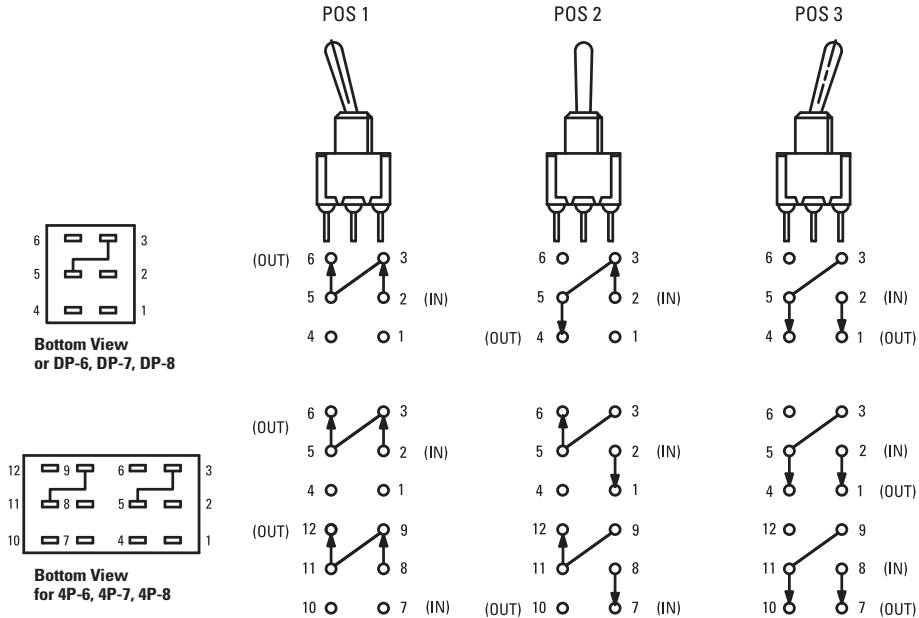 POS 1 POS 2 POS 3
6 3
5 2
4 1
Bottom View
or DP-6, DP-7, DP-8
(OUT) 6 3 6 3 6 3
5 2 (IN) 5 2 (IN) 5 2 (IN)
4 1 (OUT) 4 1 4 1 (OUT)
(OUT) 6 3 6 3 6 3
5 2 (IN) 5 2 (IN) 5 2 (IN)
4 1 4 1 4 1 (OUT)
12 9 6 3
11 8 5 2
10 7 4 1
Bottom View
for 4P-6, 4P-7, 4P-8
(OUT) 12 9 12 9 12 9
11 8 11 8 11 8 (IN)
10 7 (IN) (OUT) 10 7 (IN) 10 7 (OUT)